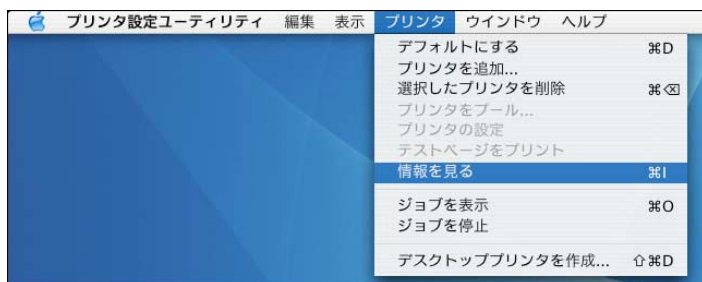 プリンタ設定ユーティリティ 編集 表示 プリンタ ウインドウ ヘルプ
デフォルトにする ⌘D
プリンタを追加...
選択したプリンタを削除 ⌘⌫
プリンタをプール...
プリンタの設定
テストページをプリント
情報を見る ⌘I
ジョブを表示 ⌘O
ジョブを停止
デスクトッププリンタを作成... ⇧⌘D